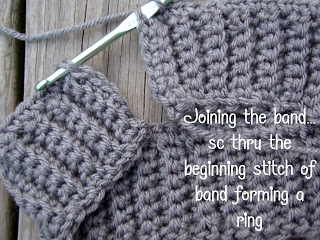 Joining the band...
sc thru the
beginning stitch of
band forming a
ring